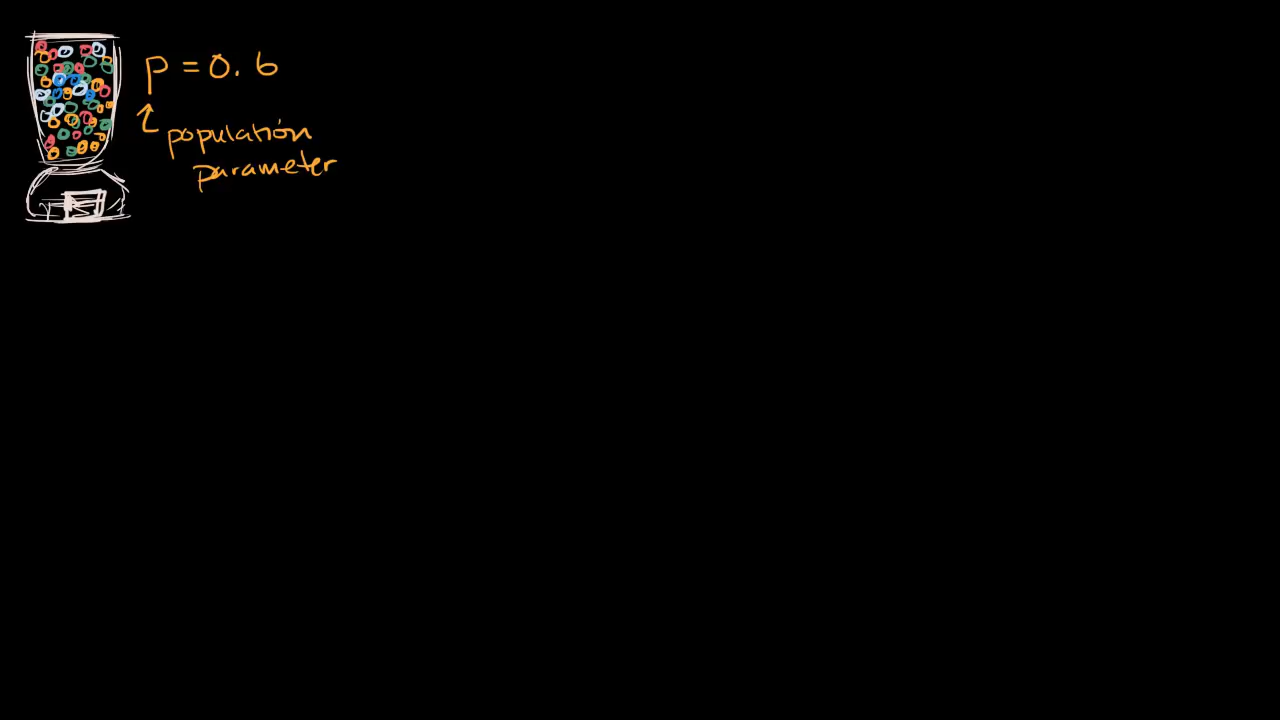 p = 0.6
population
parameter